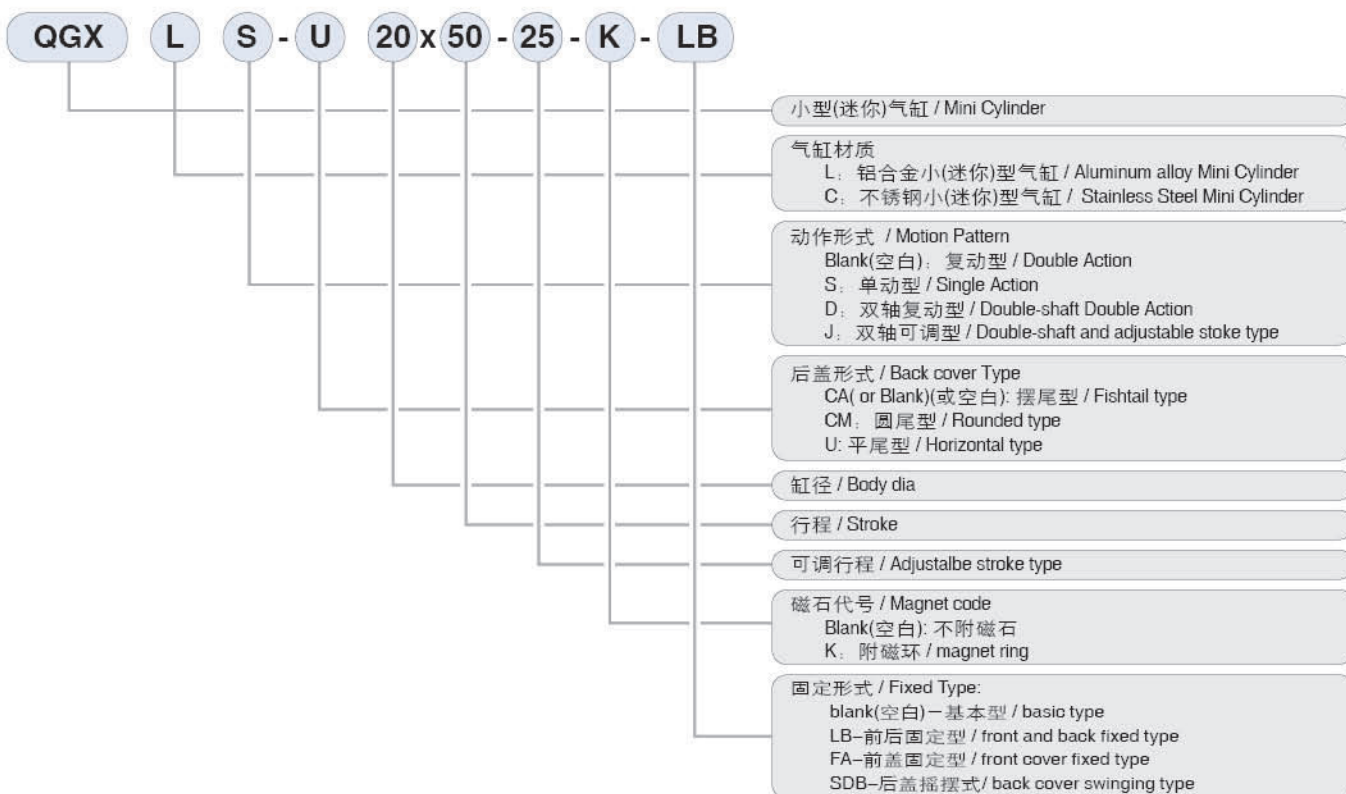 QGX L S - U 20 x 50 - 25 - K - LB
小型(迷你)气缸 / Mini Cylinder
气缸材质
L：铝合金小(迷你)型气缸 / Aluminum alloy Mini Cylinder
C：不锈钢小(迷你)型气缸 / Stainless Steel Mini Cylinder
动作形式 / Motion Pattern
Blank(空白)：复动型 / Double Action
S：单动型 / Single Action
D：双轴复动型 / Double-shaft Double Action
J：双轴可调型 / Double-shaft and adjustable stoke type
后盖形式 / Back cover Type
CA( or Blank)(或空白): 摆尾型 / Fishtail type
CM：圆尾型 / Rounded type
U: 平尾型 / Horizontal type
缸径 / Body dia
行程 / Stroke
可调行程 / Adjustalbe stroke type
磁石代号 / Magnet code
Blank(空白): 不附磁石
K：附磁环 / magnet ring
固定形式 / Fixed Type:
blank(空白)－基本型 / basic type
LB–前后固定型 / front and back fixed type
FA–前盖固定型 / front cover fixed type
SDB–后盖摇摆式/ back cover swinging type